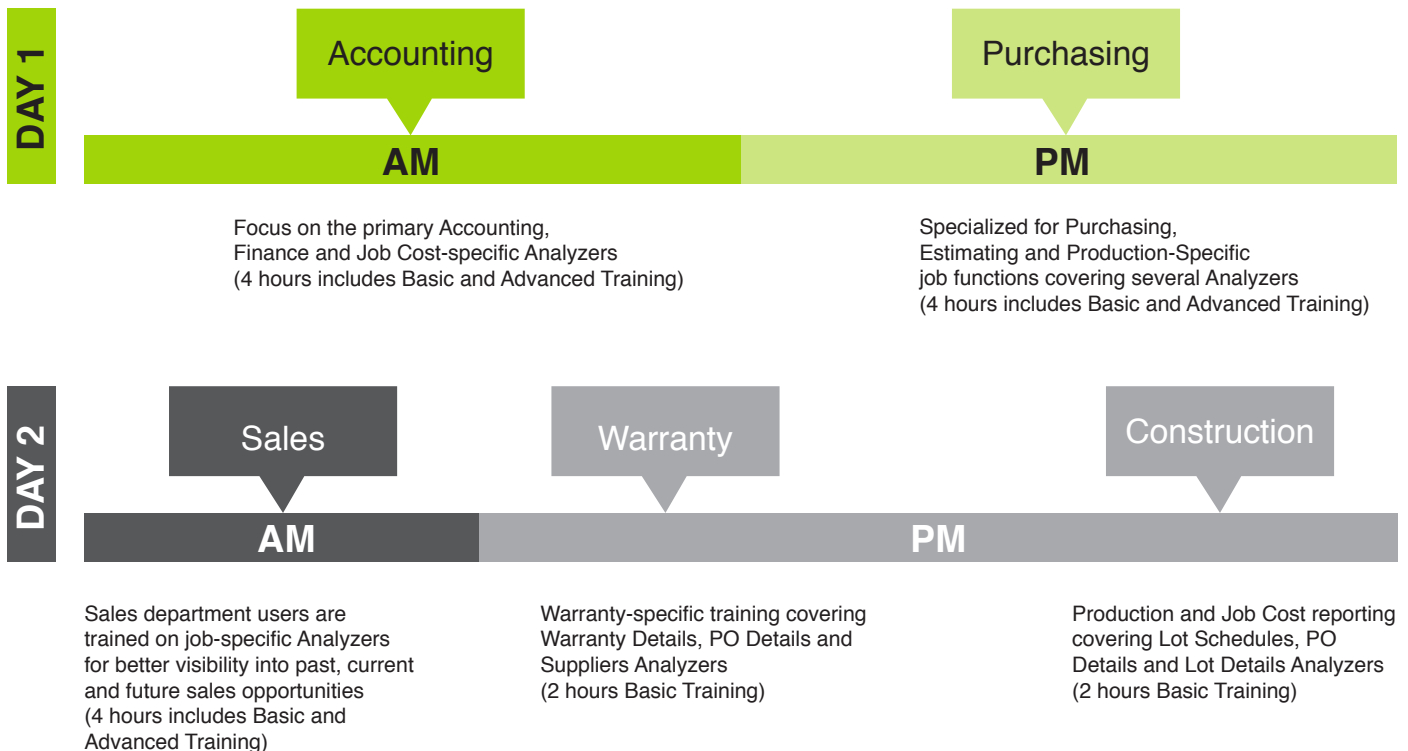 DAY 1
Accounting
Purchasing
AM
PM
Focus on the primary Accounting,
Finance and Job Cost-specific Analyzers
(4 hours includes Basic and Advanced Training)
Specialized for Purchasing,
Estimating and Production-Specific
job functions covering several Analyzers
(4 hours includes Basic and Advanced Training)
DAY 2
Sales
Warranty
Construction
AM
PM
Sales department users are
trained on job-specific Analyzers
for better visibility into past, current
and future sales opportunities
(4 hours includes Basic and
Advanced Training)
Warranty-specific training covering
Warranty Details, PO Details and
Suppliers Analyzers
(2 hours Basic Training)
Production and Job Cost reporting
covering Lot Schedules, PO
Details and Lot Details Analyzers
(2 hours Basic Training)